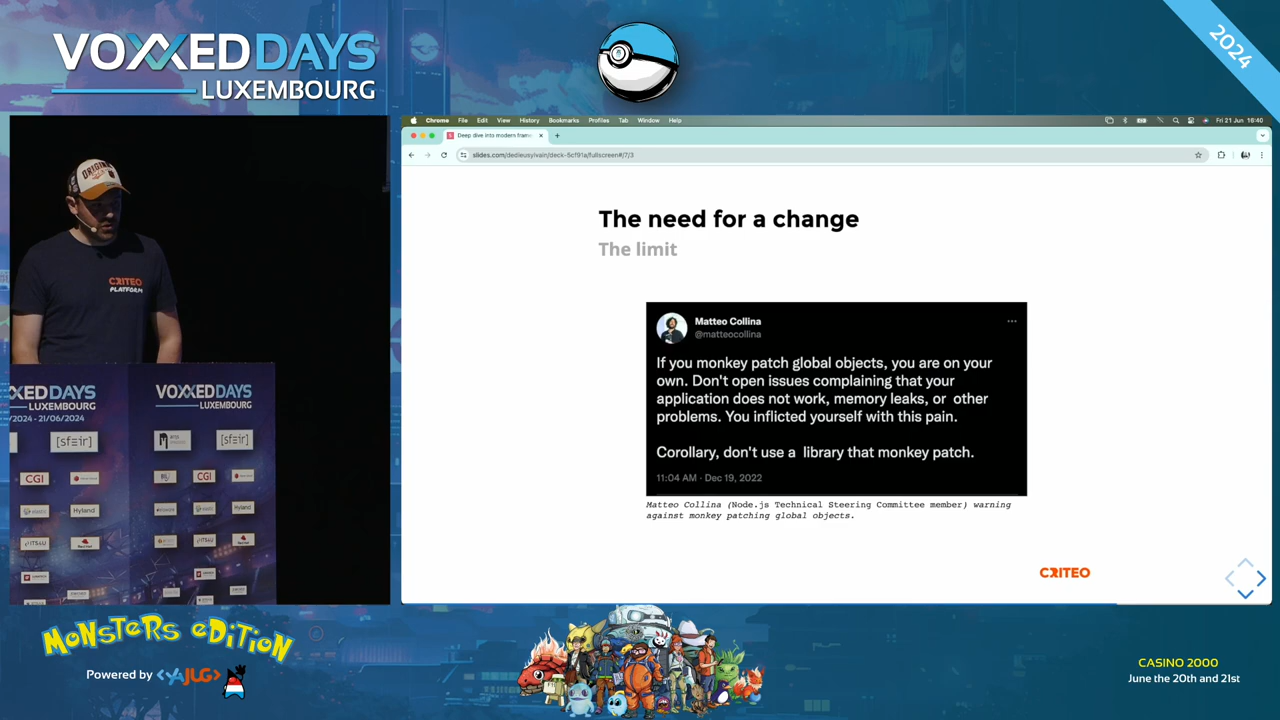 VOXXEDDAYS
LUXEMBOURG
2024
Chrome File Edit View History Bookmarks Profiles Tab Window Help
Fri 21 Jun 16:40
Deep dive into modern frame
slides.com/dedieusylvain/deck-5cf91a/fullscreen#/7/3
The need for a change
The limit
Matteo Collina
@matteocollina
If you monkey patch global objects, you are on your
own. Don't open issues complaining that your
application does not work, memory leaks, or other
problems. You inflicted yourself with this pain.
Corollary, don't use a library that monkey patch.
11:04 AM · Dec 19, 2022
Matteo Collina (Node.js Technical Steering Committee member) warning
against monkey patching global objects.
CRITEO
ORIGINAL
CRITEO
PLATFORM
XED DAYS
LUXEMBOURG
/2024 - 21/06/2024
VOXXED DAYS
LUXEMBOURG
[sfeir]
[sfeir]
CGI
CGI
Hyland
Hyland
ITS4U
MONSTERS EDITION
Powered by <YAJUG>
CASINO 2000
June the 20th and 21st